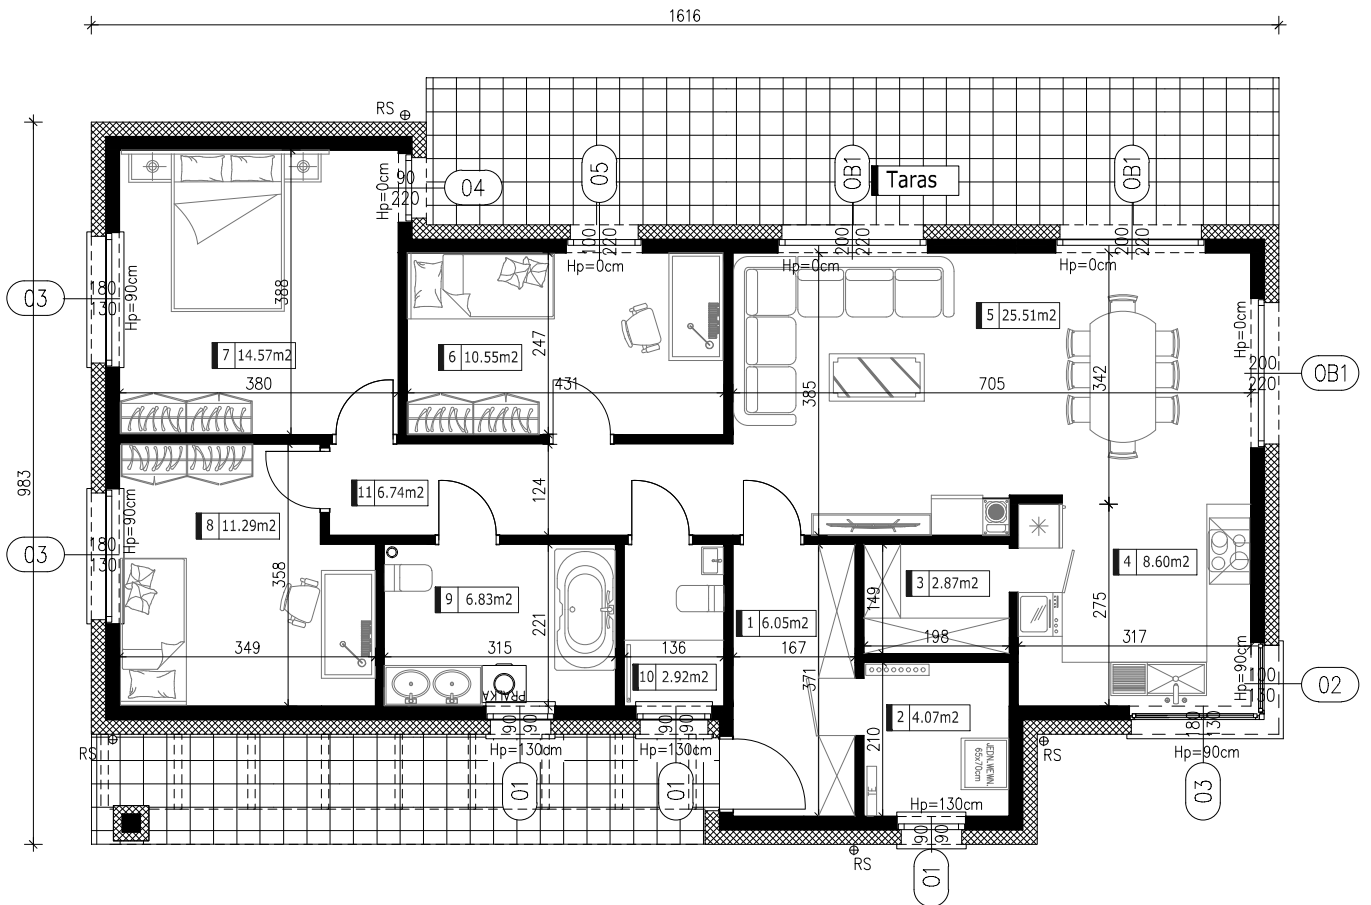 1616
RS
Hp=0cm
90
220
04
05
100
220
Hp=0cm
0B1
Taras
200
220
Hp=0cm
0B1
200
220
Hp=0cm
03
180
130
Hp=90cm
388
7 14.57m2
380
6 10.55m2
247
431
385
5 25.51m2
705
342
Hp=0cm
200
220
0B1
983
11 6.74m2
124
03
180
130
Hp=90cm
8 11.29m2
358
349
9 6.83m2
221
315
PRALKA
136
10 2.92m2
1 6.05m2
167
371
3 2.87m2
149
198
4 8.60m2
275
317
Hp=90cm
100
130
02
2 4.07m2
210
TE
JEDN.WEWN.
65x70cm
Hp=130cm
90
90
01
RS
90
90
Hp=130cm
01
90
90
Hp=130cm
01
180
130
Hp=90cm
03
RS
RS